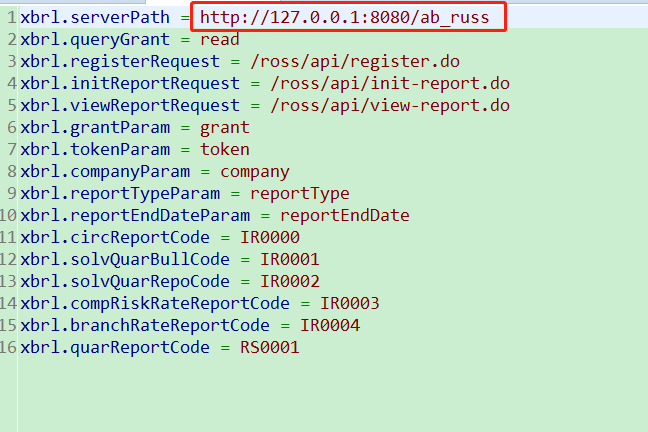 1 xbrl.serverPath = http://127.0.0.1:8080/ab_russ
2 xbrl.queryGrant = read
3 xbrl.registerRequest = /ross/api/register.do
4 xbrl.initReportRequest = /ross/api/init-report.do
5 xbrl.viewReportRequest = /ross/api/view-report.do
6 xbrl.grantParam = grant
7 xbrl.tokenParam = token
8 xbrl.companyParam = company
9 xbrl.reportTypeParam = reportType
10 xbrl.reportEndDateParam = reportEndDate
11 xbrl.circReportCode = IR0000
12 xbrl.solvQuarBullCode = IR0001
13 xbrl.solvQuarRepoCode = IR0002
14 xbrl.compRiskRateReportCode = IR0003
15 xbrl.branchRateReportCode = IR0004
16 xbrl.quarReportCode = RS0001